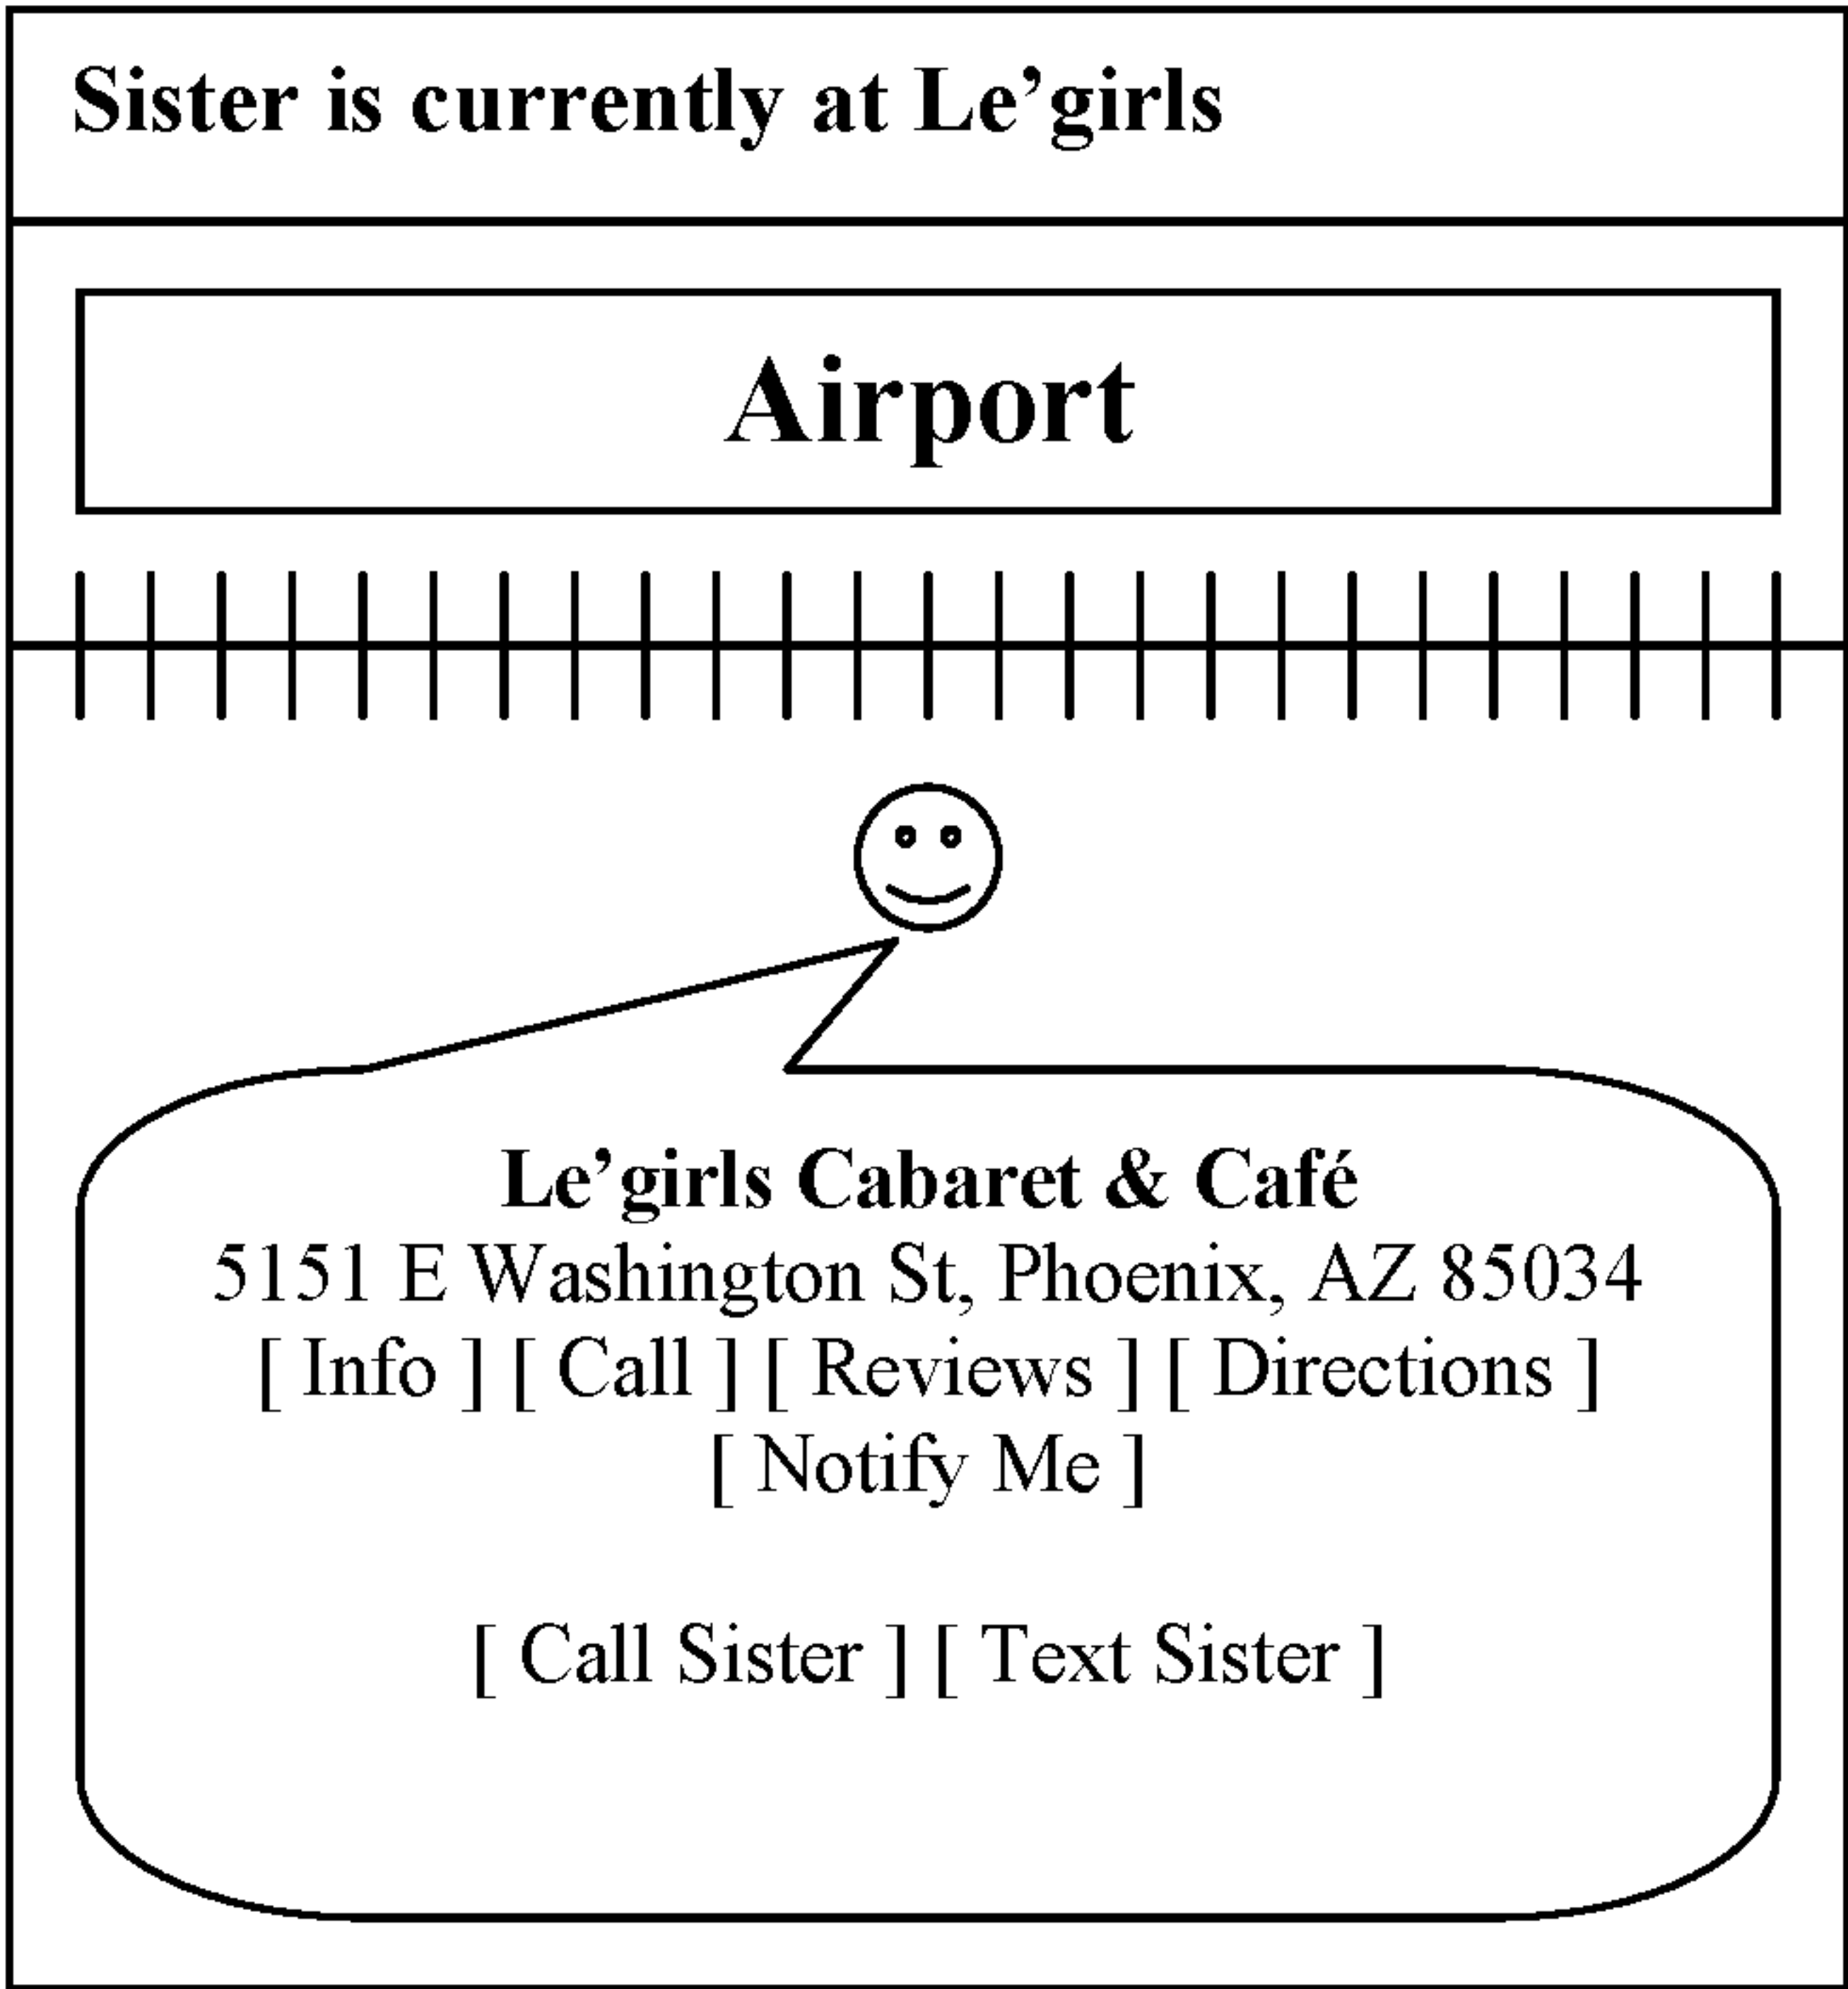 Sister is currently at Le’girls
Airport
Le’girls Cabaret & Café
5151 E Washington St, Phoenix, AZ 85034
[ Info ] [ Call ] [ Reviews ] [ Directions ]
[ Notify Me ]
[ Call Sister ] [ Text Sister ]